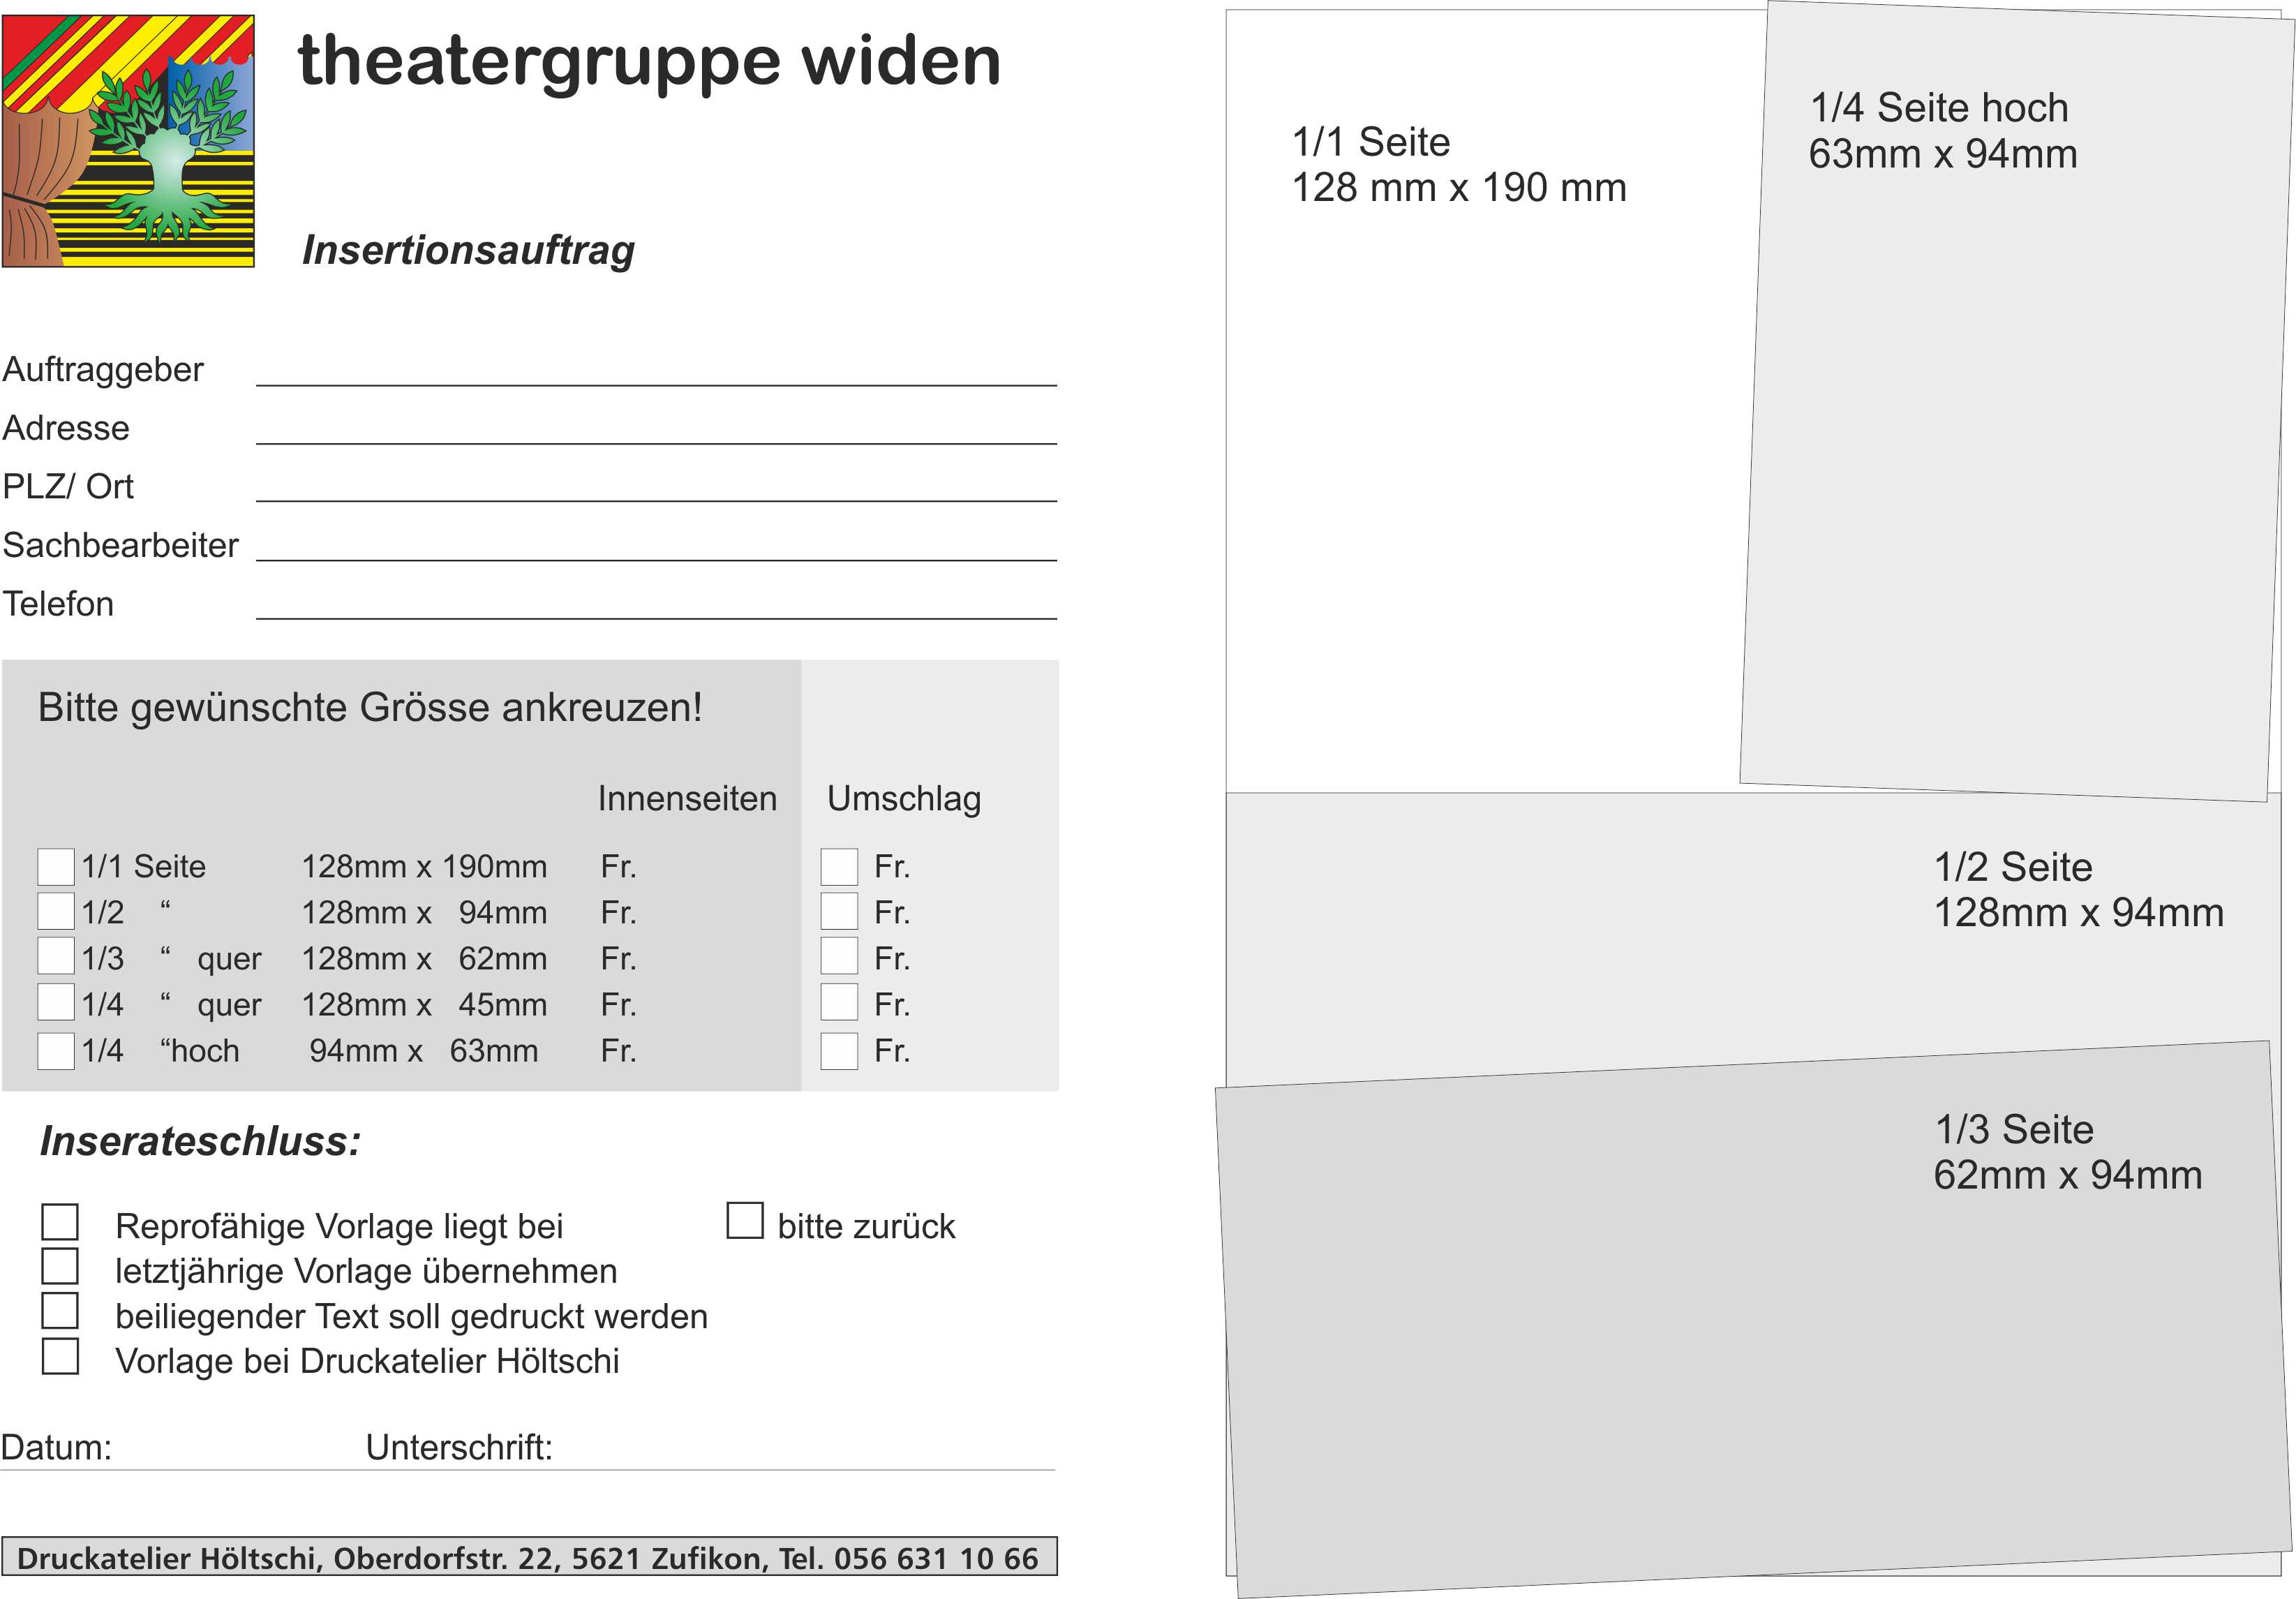 theatergruppe widen
Insertionsauftrag
Auftraggeber
Adresse
PLZ/ Ort
Sachbearbeiter
Telefon
Bitte gewünschte Grösse ankreuzen!
Innenseiten Umschlag
1/1 Seite 128mm x 190mm Fr. Fr.
1/2 “ 128mm x 94mm Fr. Fr.
1/3 “ quer 128mm x 62mm Fr. Fr.
1/4 “ quer 128mm x 45mm Fr. Fr.
1/4 “hoch 94mm x 63mm Fr. Fr.
Inserateschluss:
Reprofähige Vorlage liegt bei bitte zurück
letztjährige Vorlage übernehmen
beiliegender Text soll gedruckt werden
Vorlage bei Druckatelier Höltschi
Datum: Unterschrift:
Druckatelier Höltschi, Oberdorfstr. 22, 5621 Zufikon, Tel. 056 631 10 66
1/1 Seite
128 mm x 190 mm
1/4 Seite hoch
63mm x 94mm
1/2 Seite
128mm x 94mm
1/3 Seite
62mm x 94mm